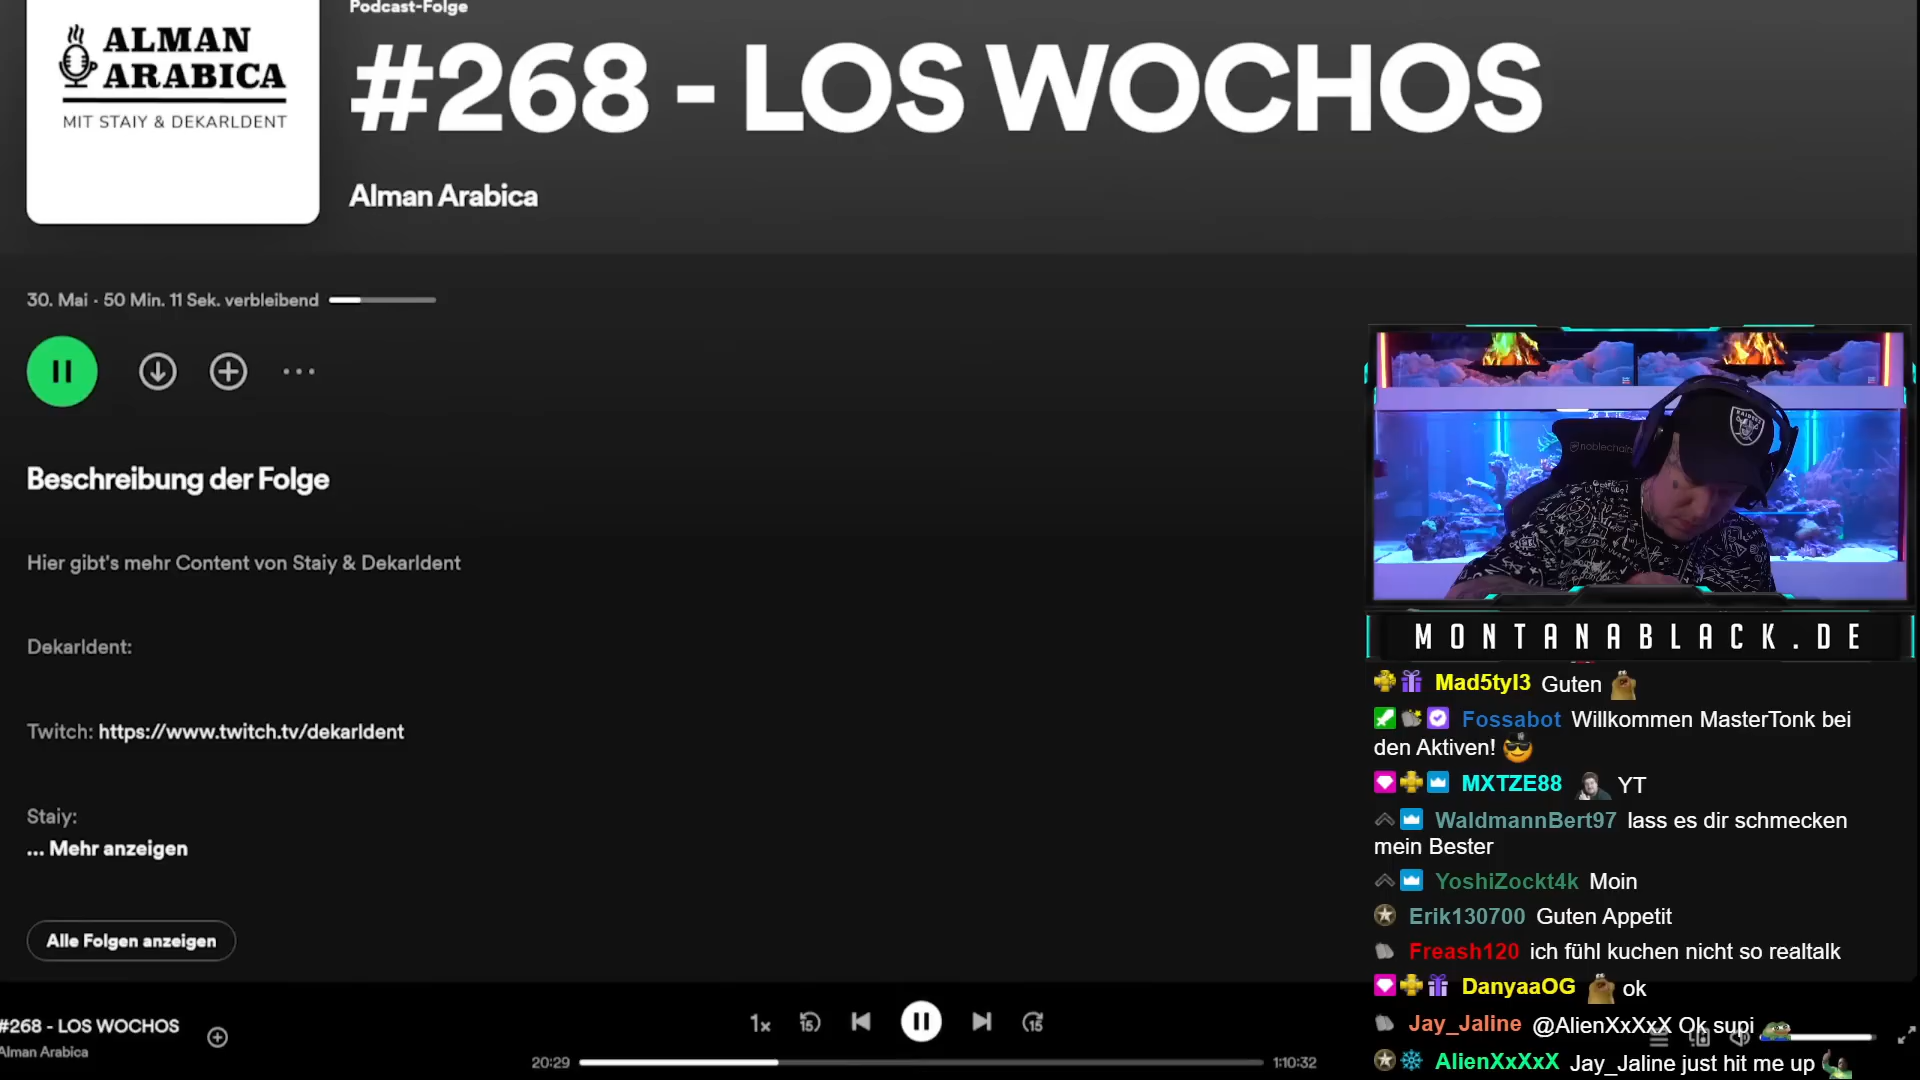 Podcast-Folge
#268 - LOS WOCHOS
ALMAN
ARABICA
MIT STAIY & DEKARLDENT
Alman Arabica
30. Mai · 50 Min. 11 Sek. verbleibend
Beschreibung der Folge
Hier gibt's mehr Content von Staiy & Dekarldent
Dekarldent:
Twitch: https://www.twitch.tv/dekarldent
Staiy:
... Mehr anzeigen
Alle Folgen anzeigen
#268 - LOS WOCHOS
Alman Arabica
1x
15
15
20:29
1:10:32
RAIDERS
noblechairs
MONTANABLACK.DE
Mad5tyl3 Guten
Fossabot Willkommen MasterTonk bei
den Aktiven!
MXTZE88 YT
WaldmannBert97 lass es dir schmecken
mein Bester
YoshiZockt4k Moin
Erik130700 Guten Appetit
Freash120 ich fühl kuchen nicht so realtalk
DanyaaOG ok
Jay_Jaline @AlienXxXxX Ok supi
AlienXxXxX Jay_Jaline just hit me up